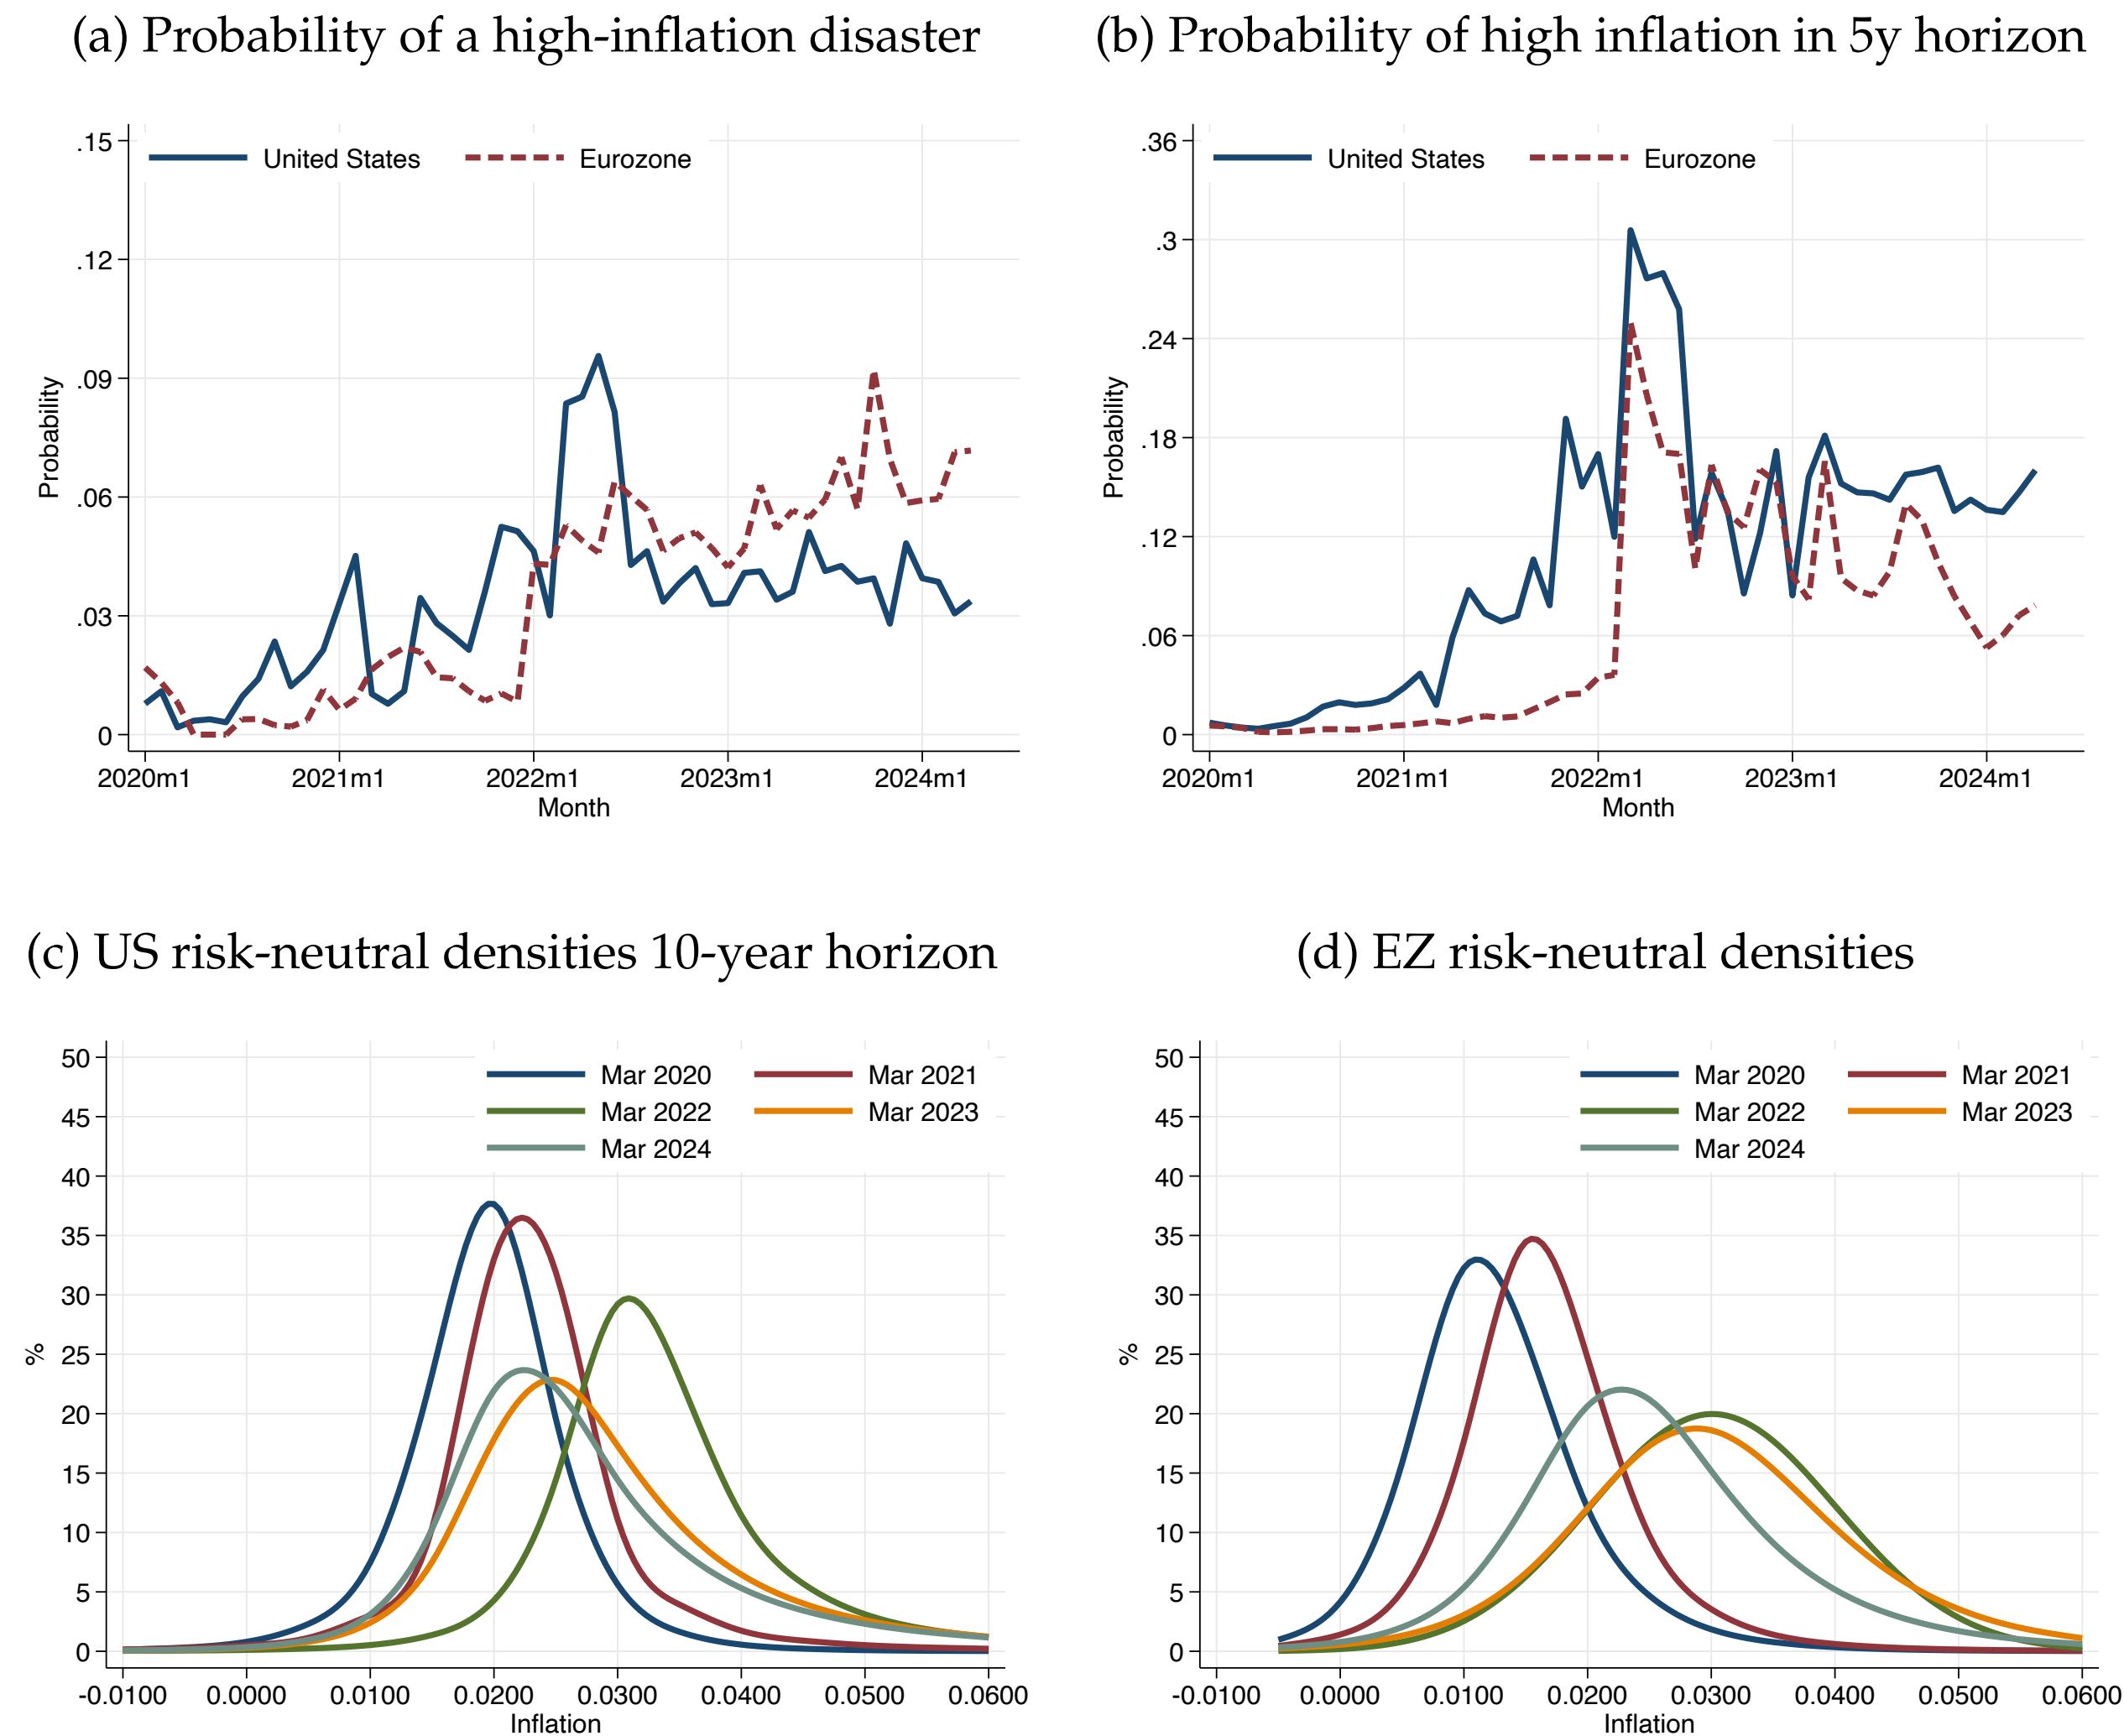 (a) Probability of a high-inflation disaster
.15
.12
.09
.06
.03
0
Probability
United States
Eurozone
2020m1 2021m1 2022m1 2023m1 2024m1
Month
(b) Probability of high inflation in 5y horizon
.36
.3
.24
.18
.12
.06
0
Probability
United States
Eurozone
2020m1 2021m1 2022m1 2023m1 2024m1
Month
(c) US risk-neutral densities 10-year horizon
50
45
40
35
30
25
20
15
10
5
0
%
Mar 2020 Mar 2021
Mar 2022 Mar 2023
Mar 2024
-0.0100 0.0000 0.0100 0.0200 0.0300 0.0400 0.0500 0.0600
Inflation
(d) EZ risk-neutral densities
50
45
40
35
30
25
20
15
10
5
0
%
Mar 2020 Mar 2021
Mar 2022 Mar 2023
Mar 2024
-0.0100 0.0000 0.0100 0.0200 0.0300 0.0400 0.0500 0.0600
Inflation